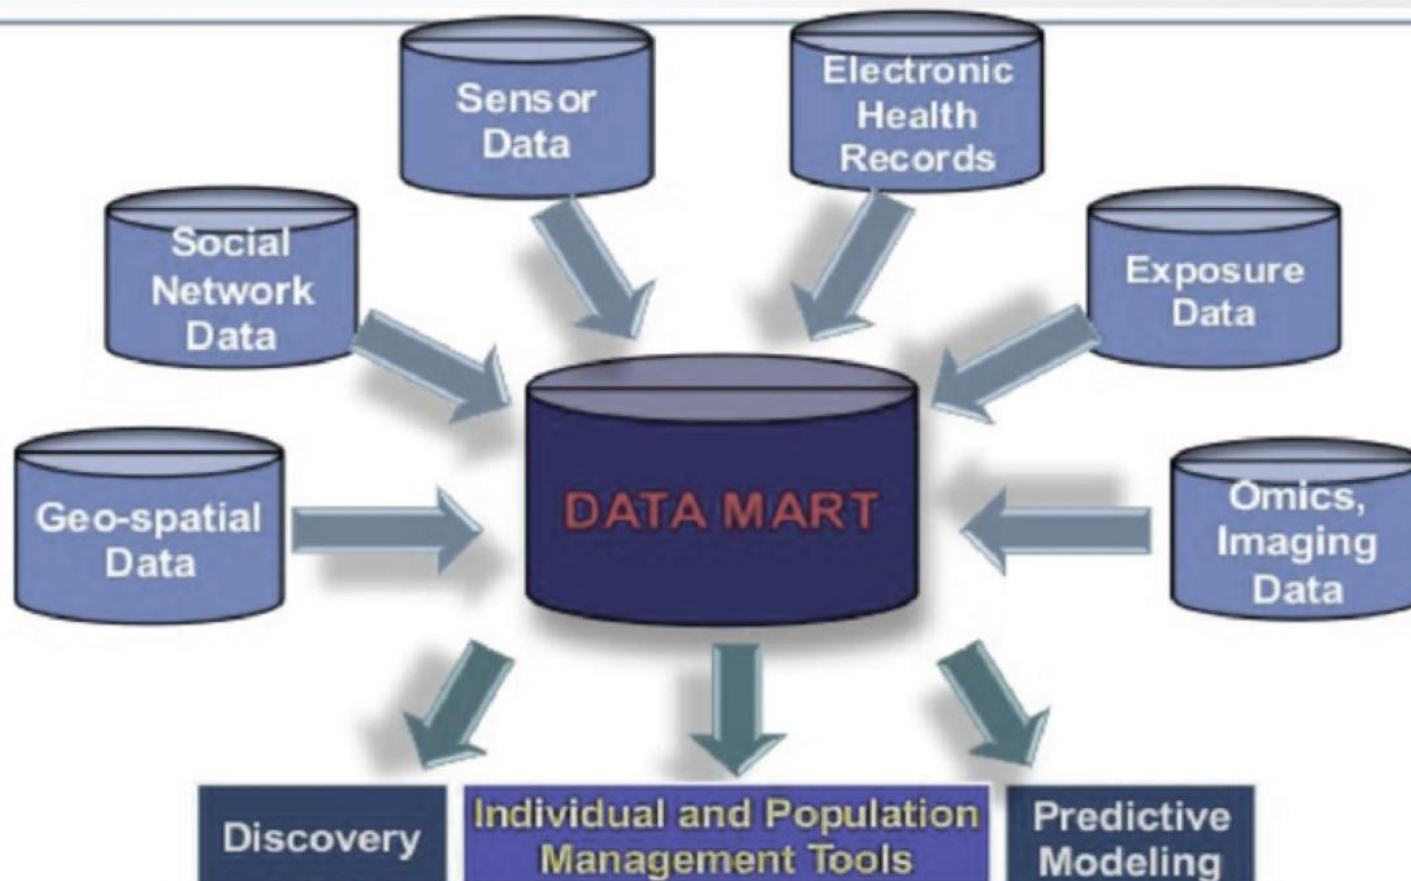 Sensor
Data
Electronic
Health
Records
Social
Network
Data
Exposure
Data
Geo-spatial
Data
DATA MART
Omics,
Imaging
Data
Discovery
Individual and Population
Management Tools
Predictive
Modeling